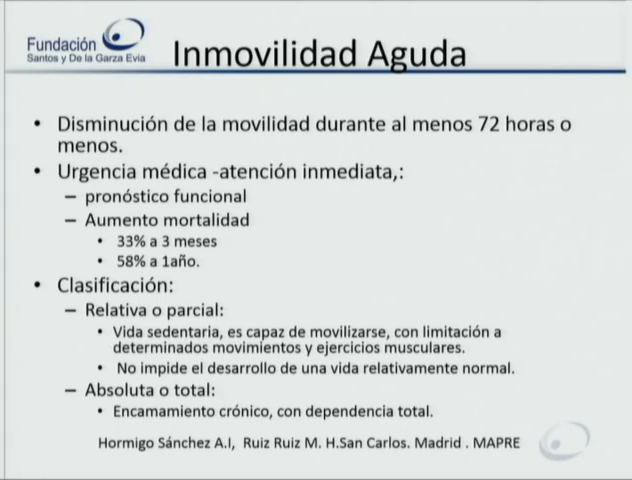 Fundación
Santos y De la Garza Evia
Inmovilidad Aguda
• Disminución de la movilidad durante al menos 72 horas o
menos.
• Urgencia médica -atención inmediata,:
– pronóstico funcional
– Aumento mortalidad
• 33% a 3 meses
• 58% a 1año.
• Clasificación:
– Relativa o parcial:
• Vida sedentaria, es capaz de movilizarse, con limitación a
determinados movimientos y ejercicios musculares.
• No impide el desarrollo de una vida relativamente normal.
– Absoluta o total:
• Encamamiento crónico, con dependencia total.
Hormigo Sánchez A.I, Ruiz Ruiz M. H.San Carlos. Madrid . MAPRE